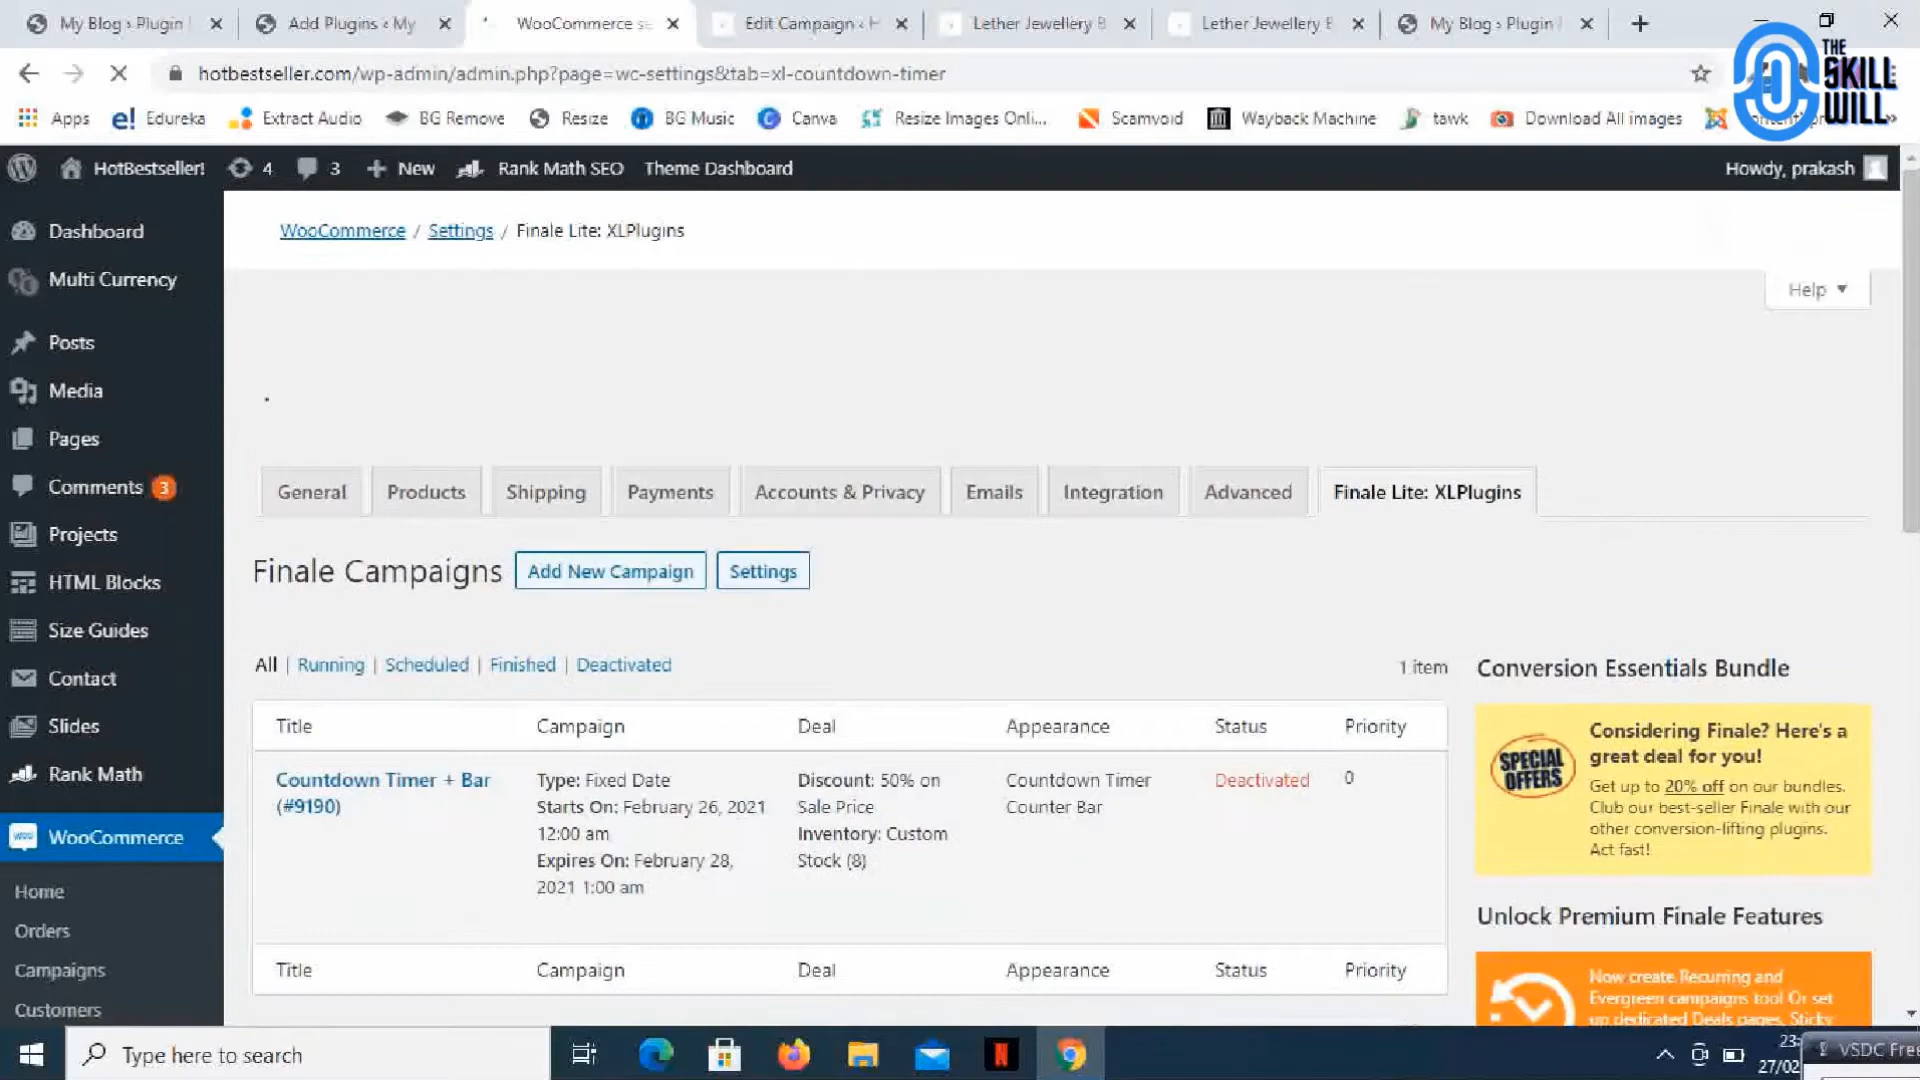 My Blog › Plugin
Add Plugins ‹ My
WooCommerce se
Edit Campaign ‹ H
Lether Jewellery B
Lether Jewellery B
My Blog › Plugin
hotbestseller.com/wp-admin/admin.php?page=wc-settings&tab=xl-countdown-timer
THE
SKILL
WILL
Apps
e! Edureka
Extract Audio
BG Remove
Resize
BG Music
Canva
Resize Images Onli...
Scamvoid
Wayback Machine
tawk
Download All images
HotBestseller!
4
3
New
Rank Math SEO
Theme Dashboard
Howdy, prakash
Dashboard
Multi Currency
Posts
Media
Pages
Comments 3
Projects
HTML Blocks
Size Guides
Contact
Slides
Rank Math
WooCommerce
Home
Orders
Campaigns
Customers
WooCommerce / Settings / Finale Lite: XLPlugins
Help
General
Products
Shipping
Payments
Accounts & Privacy
Emails
Integration
Advanced
Finale Lite: XLPlugins
Finale Campaigns
Add New Campaign
Settings
All | Running | Scheduled | Finished | Deactivated
1 item
Title
Campaign
Deal
Appearance
Status
Priority
Countdown Timer + Bar
(#9190)
Type: Fixed Date
Starts On: February 26, 2021
12:00 am
Expires On: February 28,
2021 1:00 am
Discount: 50% on
Sale Price
Inventory: Custom
Stock (8)
Countdown Timer
Counter Bar
Deactivated
0
Title
Campaign
Deal
Appearance
Status
Priority
Conversion Essentials Bundle
SPECIAL
OFFERS
Considering Finale? Here's a
great deal for you!
Get up to 20% off on our bundles.
Club our best-seller Finale with our
other conversion-lifting plugins.
Act fast!
Unlock Premium Finale Features
Now create Recurring and
Evergreen campaigns tool Or set
up dedicated Deals pages, Sticky
Type here to search
23:
27/02
VSDC Free